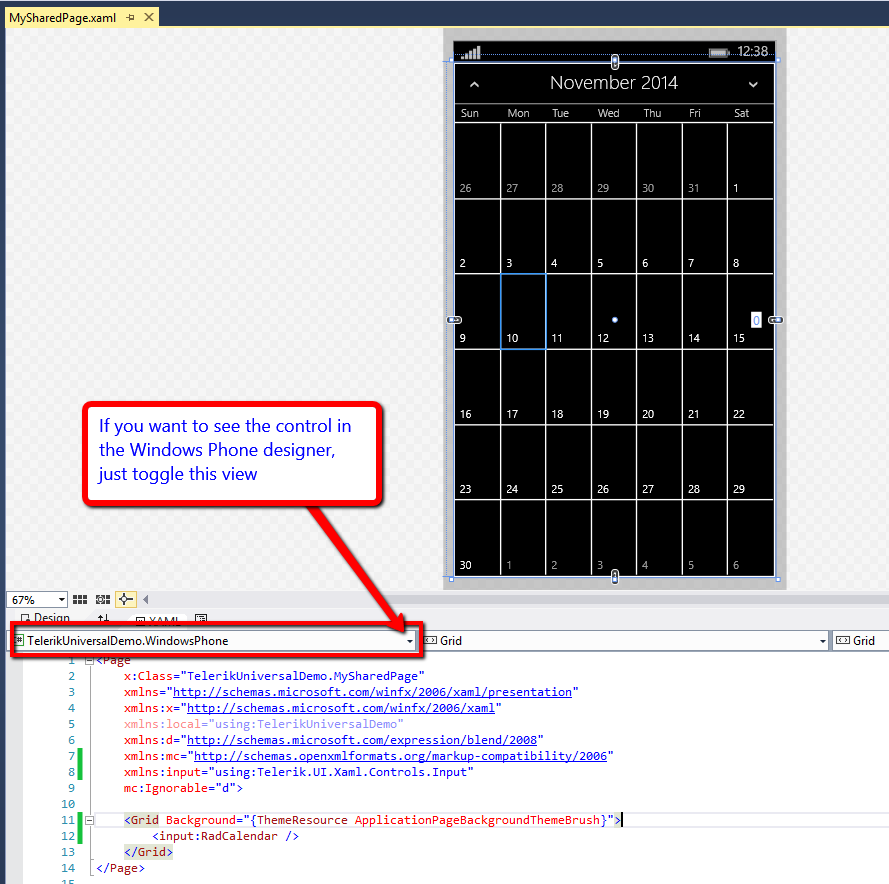 MySharedPage.xaml
12:38
November 2014
Sun Mon Tue Wed Thu Fri Sat
26 27 28 29 30 31 1
2 3 4 5 6 7 8
9 10 11 12 13 14 15
0
16 17 18 19 20 21 22
23 24 25 26 27 28 29
30 1 2 3 4 5 6
If you want to see the control in
the Windows Phone designer,
just toggle this view
67%
Design XAML
TelerikUniversalDemo.WindowsPhone Grid Grid
1 <Page
2 x:Class="TelerikUniversalDemo.MySharedPage"
3 xmlns="http://schemas.microsoft.com/winfx/2006/xaml/presentation"
4 xmlns:x="http://schemas.microsoft.com/winfx/2006/xaml"
5 xmlns:local="using:TelerikUniversalDemo"
6 xmlns:d="http://schemas.microsoft.com/expression/blend/2008"
7 xmlns:mc="http://schemas.openxmlformats.org/markup-compatibility/2006"
8 xmlns:input="using:Telerik.UI.Xaml.Controls.Input"
9 mc:Ignorable="d">
10
11 <Grid Background="{ThemeResource ApplicationPageBackgroundThemeBrush}">
12 <input:RadCalendar />
13 </Grid>
14 </Page>
15